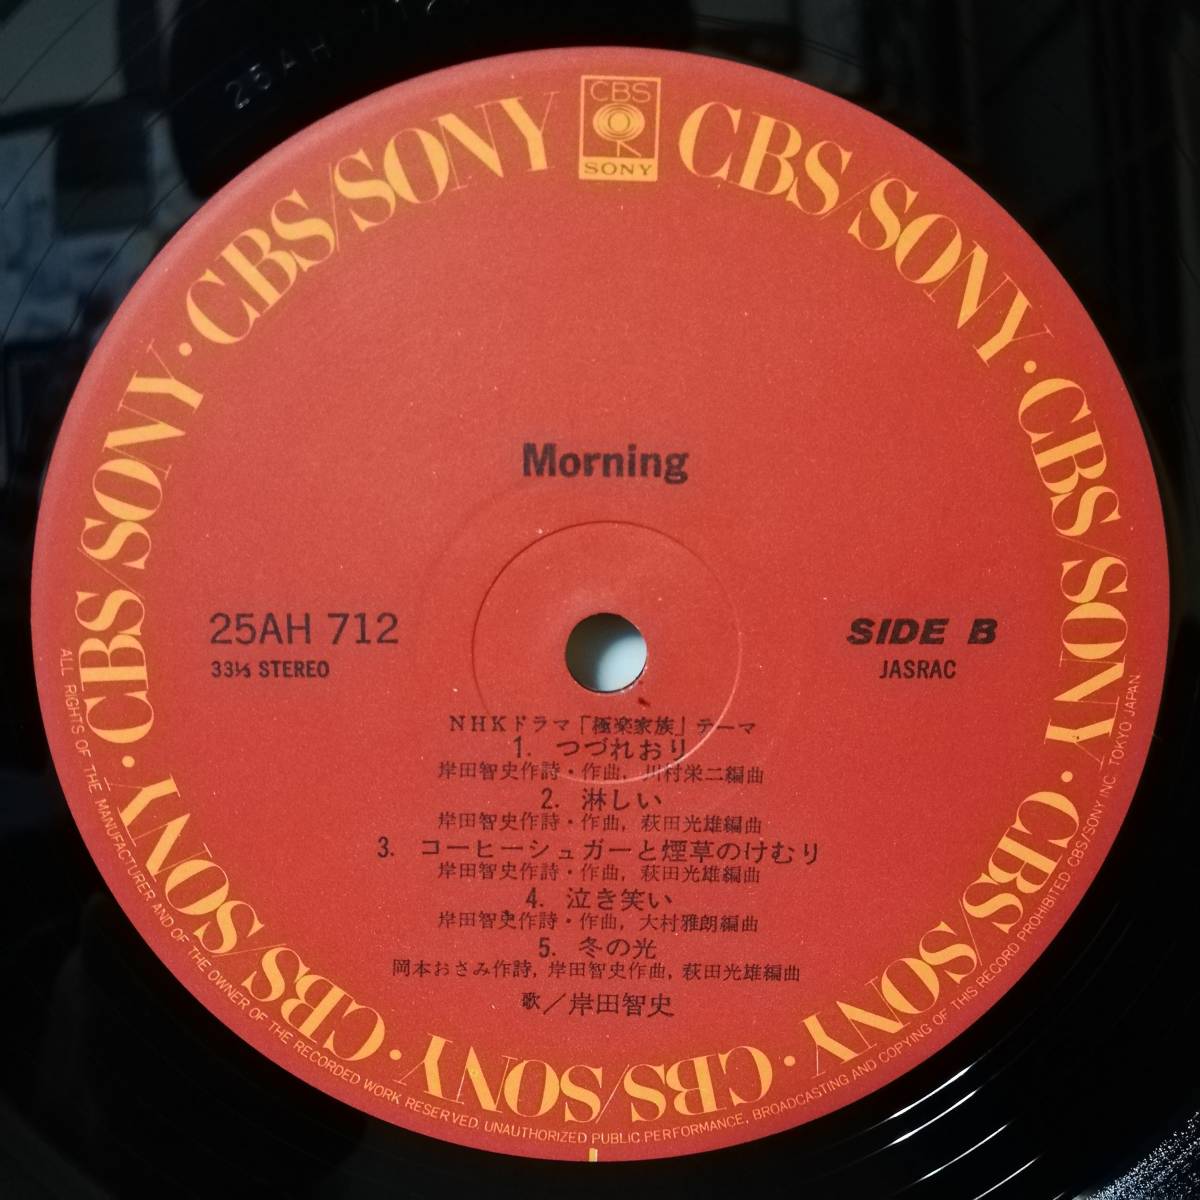 25AH 712
CBS
SONY
CBS/SONY · CBS/SONY · CBS/SONY · CBS/SONY · CBS/SONY · CBS/SONY · CBS/SONY · CBS/SONY
Morning
25AH 712
33⅓ STEREO
SIDE B
JASRAC
NHKドラマ「極楽家族」テーマ
1. つづれおり
岸田智史作詩・作曲, 川村栄二編曲
2. 淋しい
岸田智史作詩・作曲, 萩田光雄編曲
3. コーヒーシュガーと煙草のけむり
岸田智史作詩・作曲, 萩田光雄編曲
4. 泣き笑い
岸田智史作詩・作曲, 大村雅朗編曲
5. 冬の光
岡本おさみ作詩, 岸田智史作曲, 萩田光雄編曲
歌／岸田智史
ALL RIGHTS OF THE MANUFACTURER AND OF THE OWNER OF THE RECORDED WORK RESERVED. UNAUTHORIZED PUBLIC PERFORMANCE, BROADCASTING AND COPYING OF THIS RECORD PROHIBITED. CBS/SONY INC. TOKYO JAPAN.